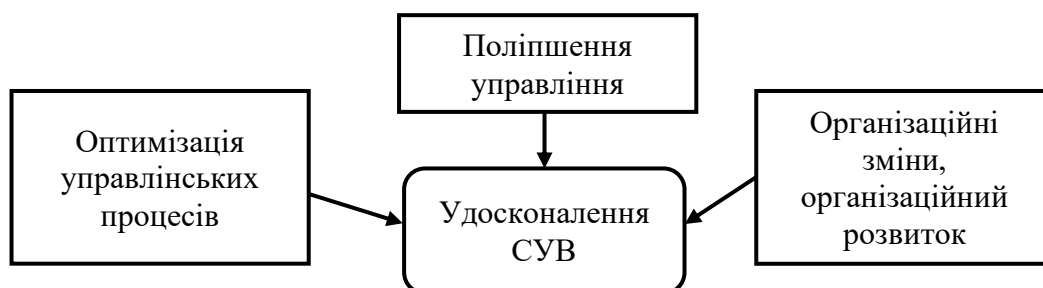 Поліпшення
управління
Оптимізація
управлінських
процесів
Удосконалення
СУВ
Організаційні
зміни,
організаційний
розвиток